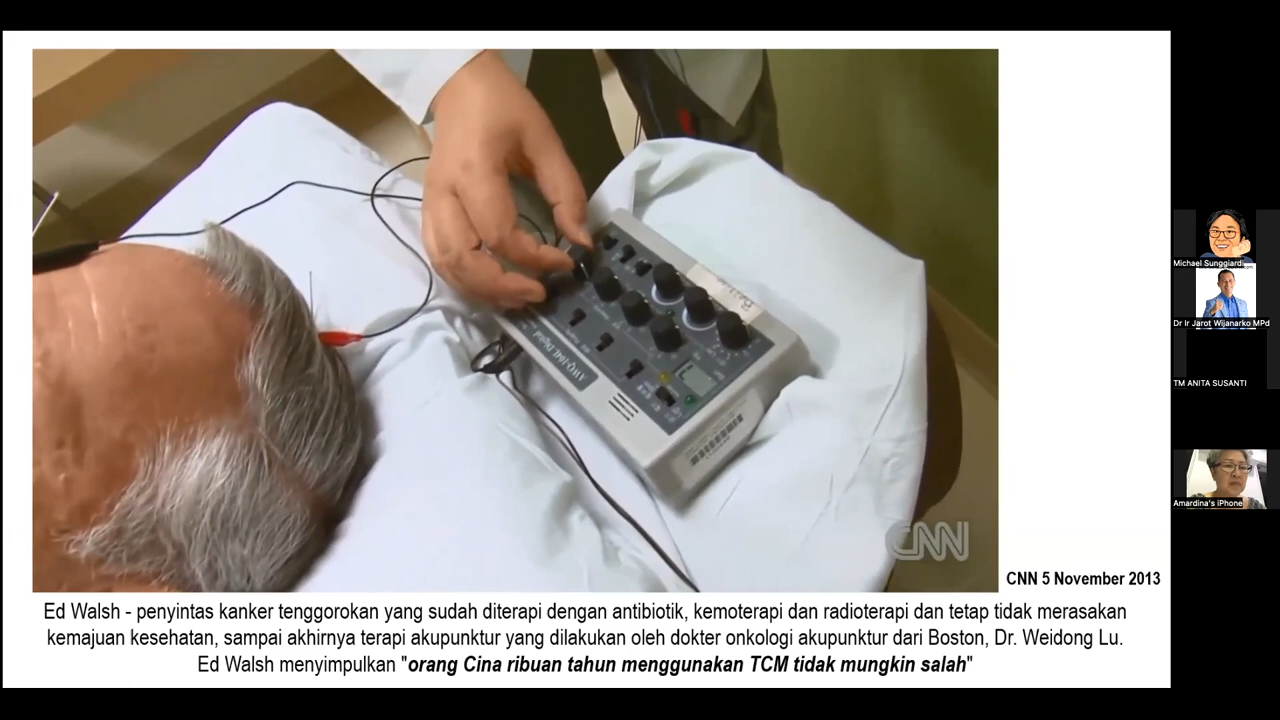 CNN
CNN 5 November 2013
Ed Walsh - penyintas kanker tenggorokan yang sudah diterapi dengan antibiotik, kemoterapi dan radioterapi dan tetap tidak merasakan
kemajuan kesehatan, sampai akhirnya terapi akupunktur yang dilakukan oleh dokter onkologi akupunktur dari Boston, Dr. Weidong Lu.
Ed Walsh menyimpulkan "orang Cina ribuan tahun menggunakan TCM tidak mungkin salah"
Michael Sunggiardi
Dr Ir Jarot Wijanarko MPd
TM ANITA SUSANTI
Amardina's iPhone